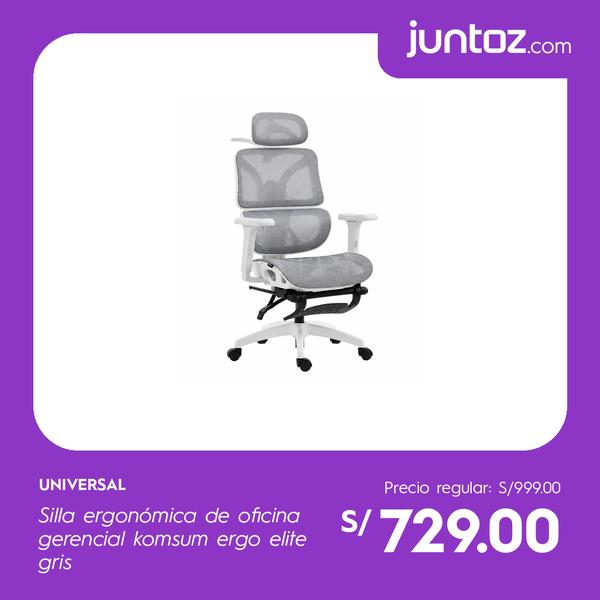 juntoz.com
UNIVERSAL
Silla ergonómica de oficina
gerencial komsum ergo elite
gris
Precio regular: S/999.00
S/729.00